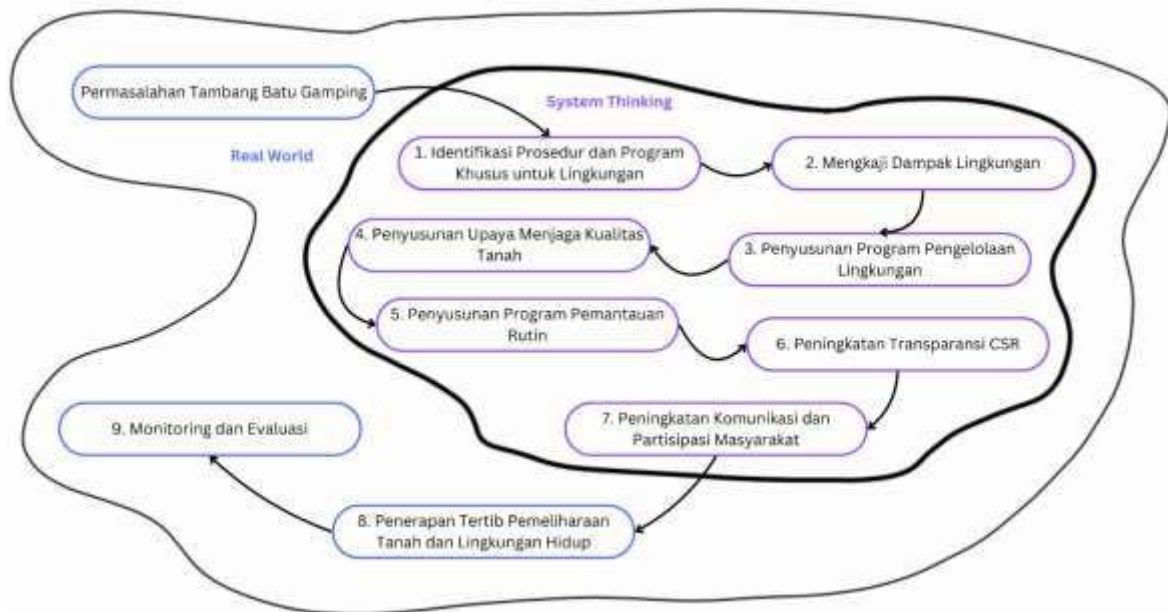 Permasalahan Tambang Batu Gamping
System Thinking
Real World
1. Identifikasi Prosedur dan Program
Khusus untuk Lingkungan
2. Mengkaji Dampak Lingkungan
3. Penyusunan Program Pengelolaan
Lingkungan
4. Penyusunan Upaya Menjaga Kualitas
Tanah
5. Penyusunan Program Pemantauan
Rutin
6. Peningkatan Transparansi CSR
7. Peningkatan Komunikasi dan
Partisipasi Masyarakat
8. Penerapan Tertib Pemeliharaan
Tanah dan Lingkungan Hidup
9. Monitoring dan Evaluasi